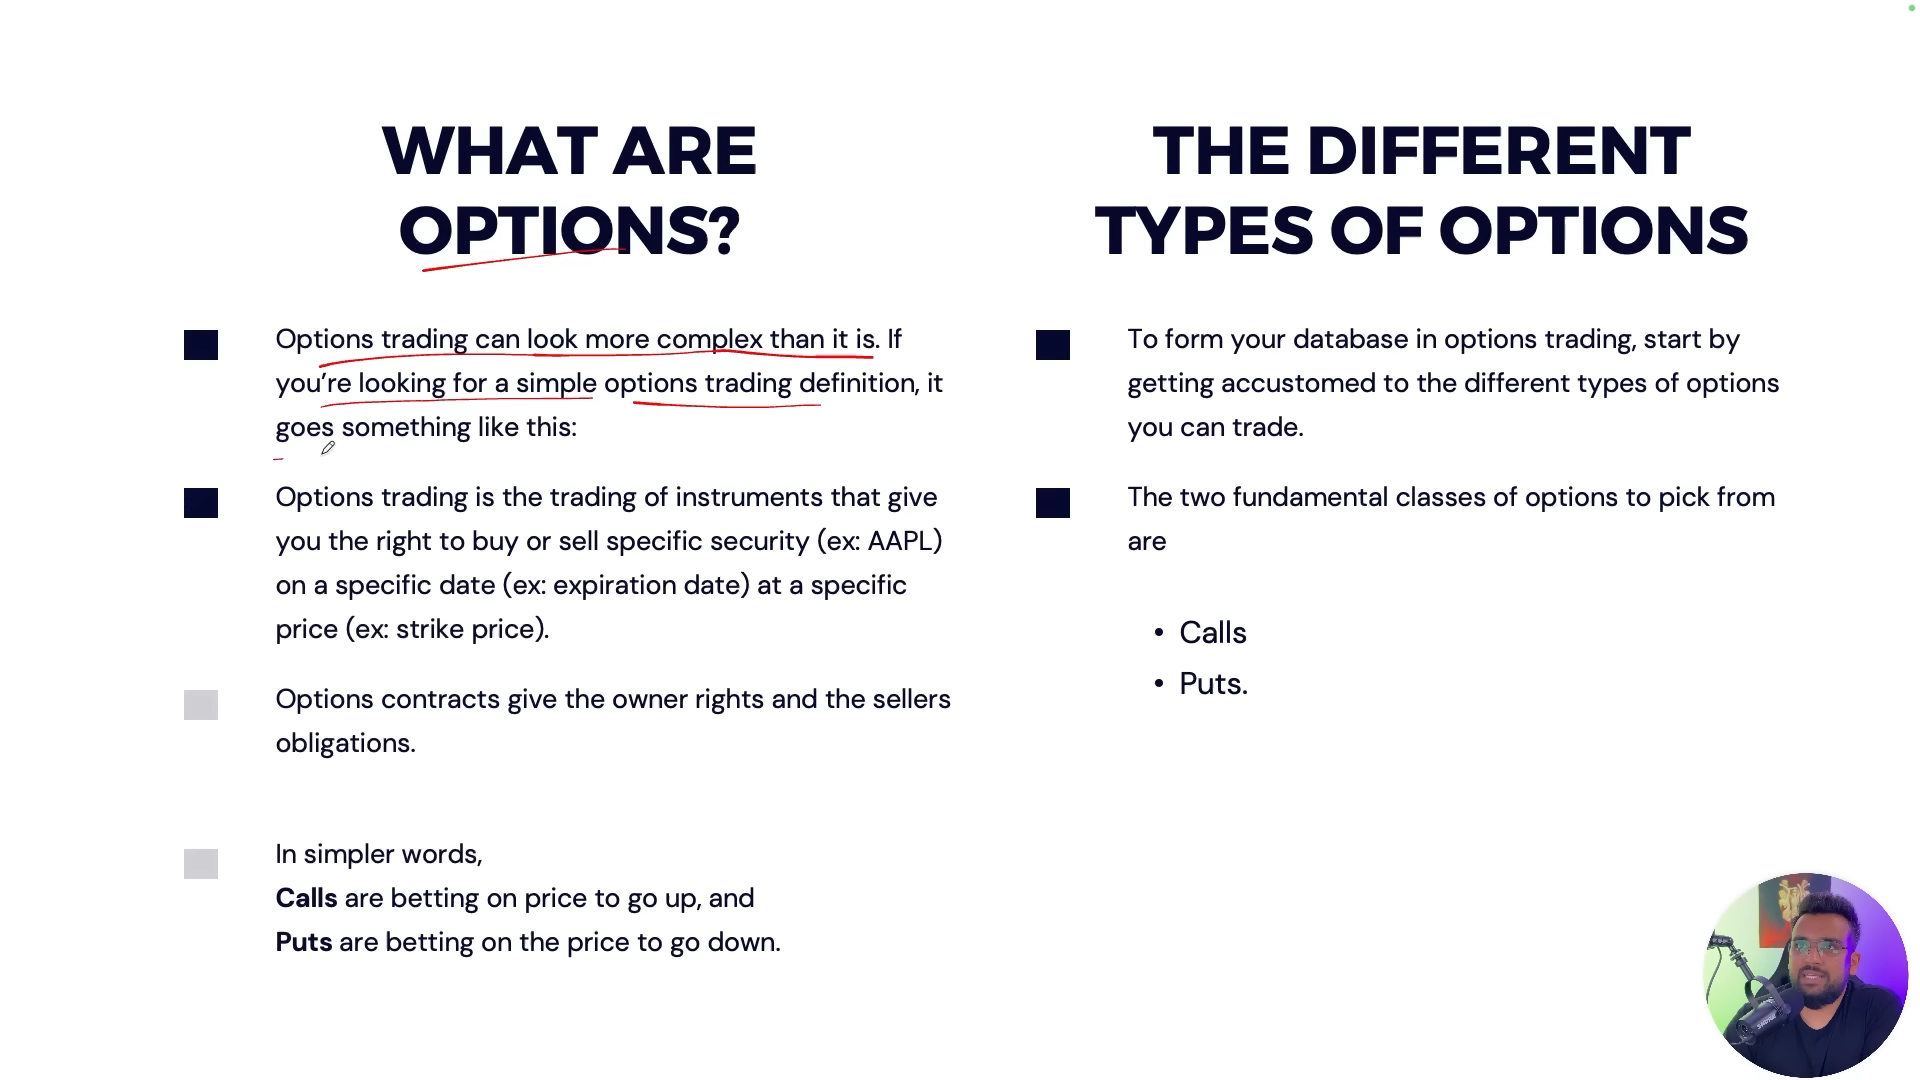 WHAT ARE
OPTIONS?
Options trading can look more complex than it is. If
you’re looking for a simple options trading definition, it
goes something like this:
Options trading is the trading of instruments that give
you the right to buy or sell specific security (ex: AAPL)
on a specific date (ex: expiration date) at a specific
price (ex: strike price).
Options contracts give the owner rights and the sellers
obligations.
In simpler words,
Calls are betting on price to go up, and
Puts are betting on the price to go down.
THE DIFFERENT
TYPES OF OPTIONS
To form your database in options trading, start by
getting accustomed to the different types of options
you can trade.
The two fundamental classes of options to pick from
are
• Calls
• Puts.